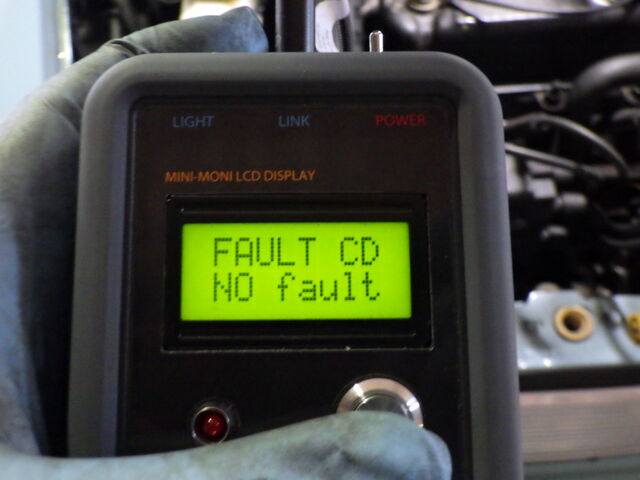 LIGHT LINK POWER
MINI-MONI LCD DISPLAY
FAULT CD
NO fault